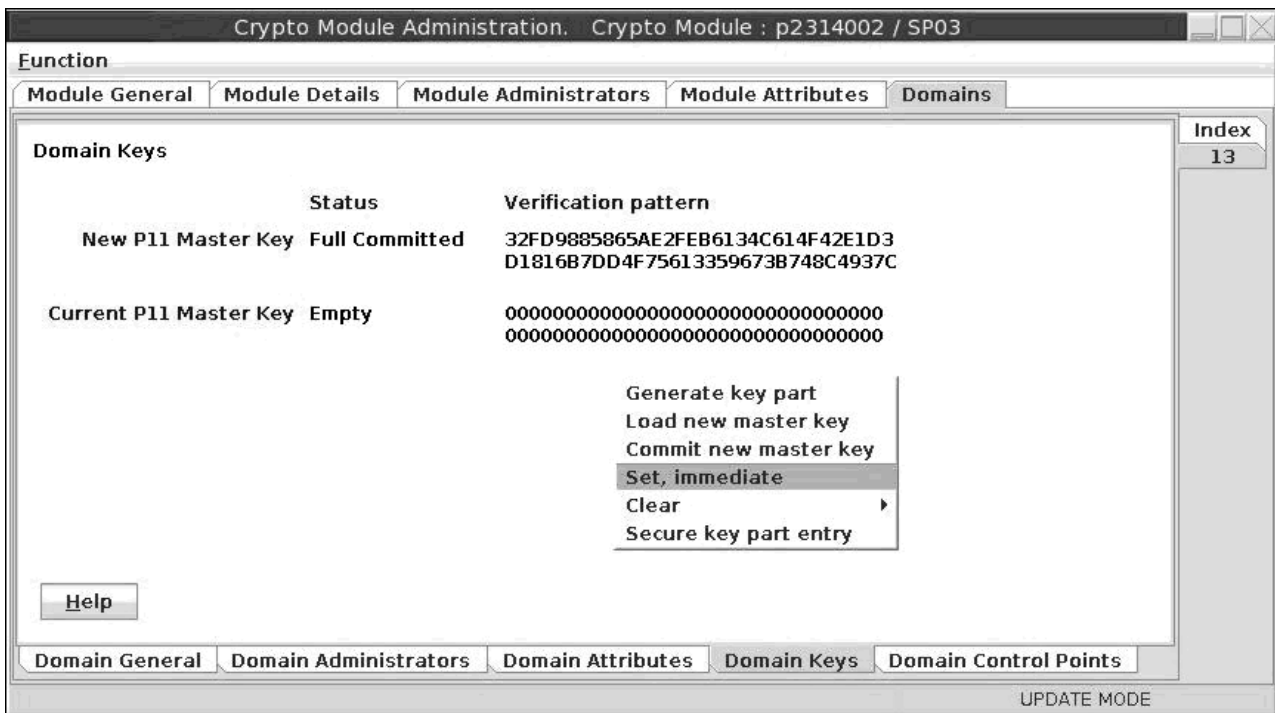 Crypto Module Administration. Crypto Module : p2314002 / SP03
Function
Module General Module Details Module Administrators Module Attributes Domains
Index
13
Domain Keys
Status Verification pattern
New P11 Master Key Full Committed 32FD9885865AE2FEB6134C614F42E1D3
D1816B7DD4F75613359673B748C4937C
Current P11 Master Key Empty 00000000000000000000000000000000
00000000000000000000000000000000
Generate key part
Load new master key
Commit new master key
Set, immediate
Clear
Secure key part entry
Help
Domain General Domain Administrators Domain Attributes Domain Keys Domain Control Points
UPDATE MODE